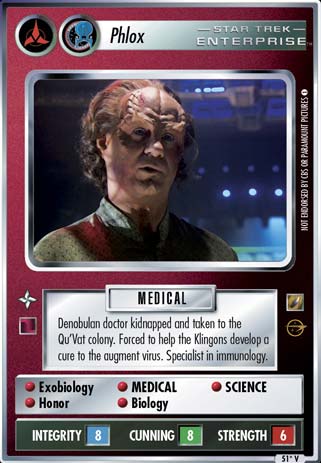 Phlox
STAR TREK
ENTERPRISE
NOT ENDORSED BY CBS OR PARAMOUNT PICTURES
MEDICAL
Denobulan doctor kidnapped and taken to the
Qu'Vat colony. Forced to help the Klingons develop a
cure to the augment virus. Specialist in immunology.
Exobiology MEDICAL SCIENCE
Honor Biology
INTEGRITY 8 CUNNING 8 STRENGTH 6
51* V